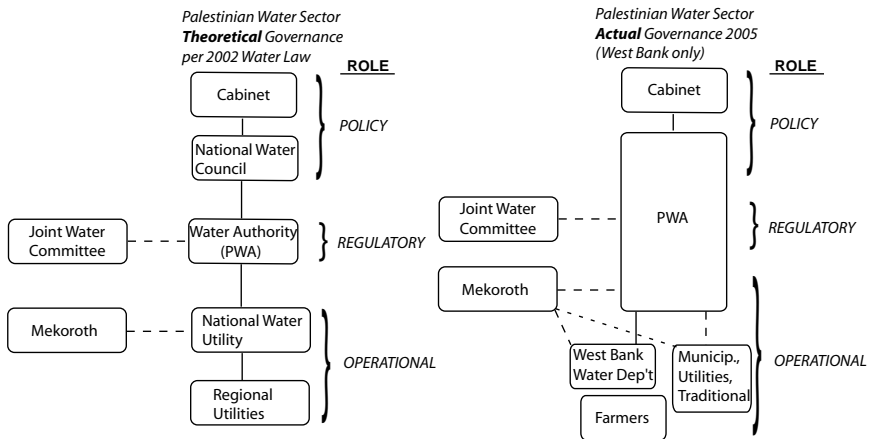 Palestinian Water Sector
Theoretical Governance
per 2002 Water Law
ROLE
Cabinet
POLICY
National Water
Council
Joint Water
Committee
Water Authority
(PWA)
REGULATORY
Mekoroth
National Water
Utility
OPERATIONAL
Regional
Utilities
Palestinian Water Sector
Actual Governance 2005
(West Bank only)
ROLE
Cabinet
POLICY
Joint Water
Committee
PWA
REGULATORY
Mekoroth
West Bank
Water Dep't
Municip.,
Utilities,
Traditional
OPERATIONAL
Farmers